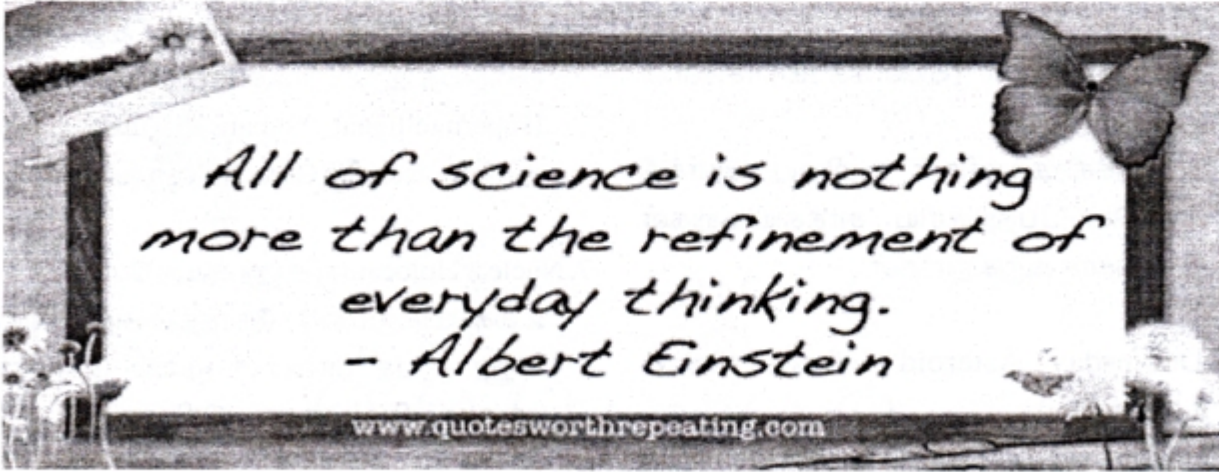 All of science is nothing
more than the refinement of
everyday thinking.
- Albert Einstein
www.quotesworthrepeating.com